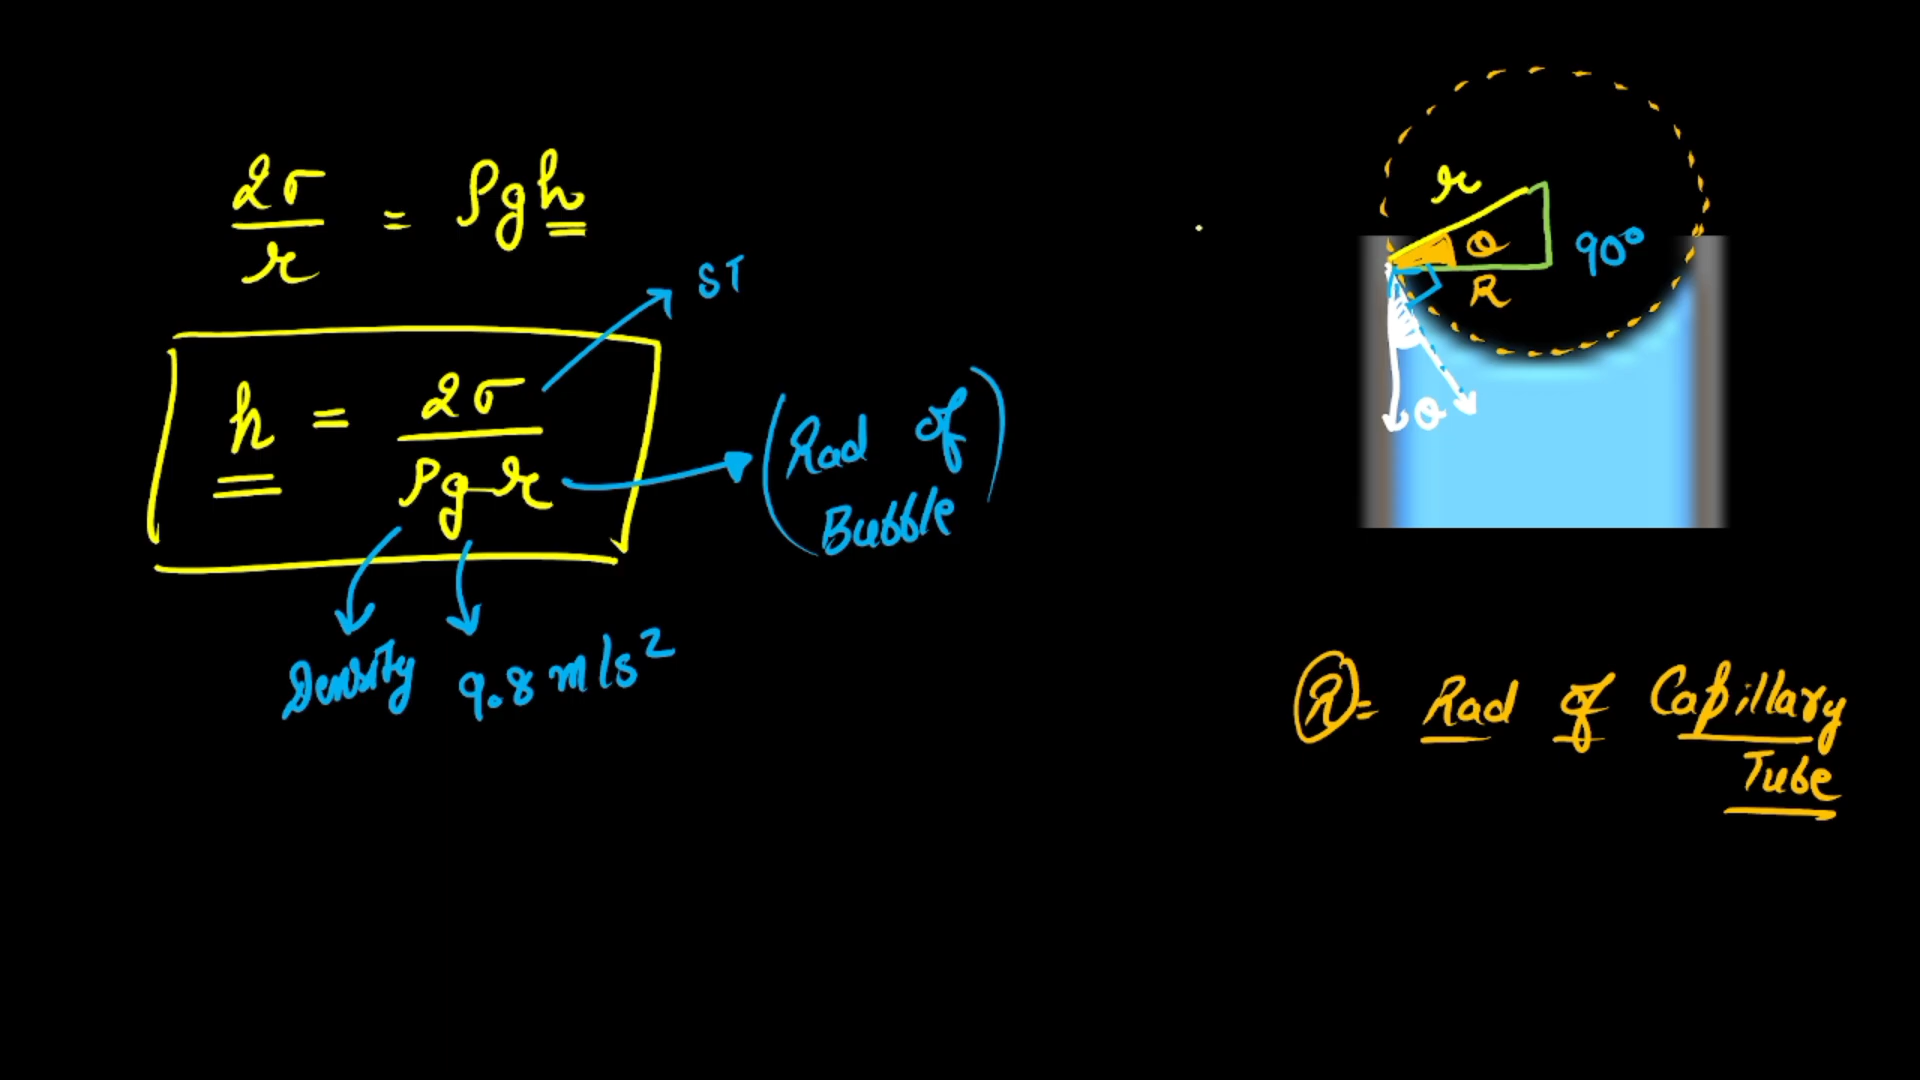 2σ/r = ρgh
ST
h = 2σ/ρgr
(Rad of Bubble)
Density 9.8 m/s²
r
θ
90°
R
θ
R = Rad of Capillary
Tube